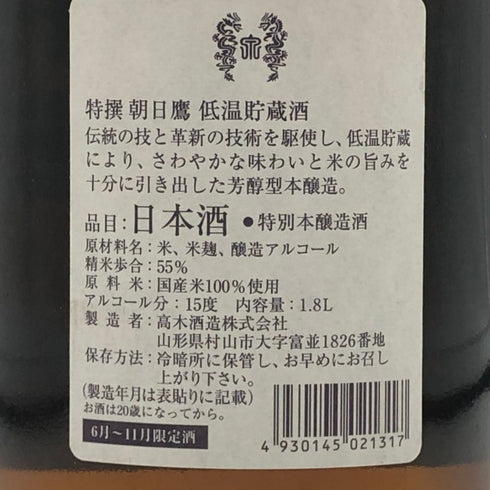 特撰 朝日鷹 低温貯蔵酒
伝統の技と革新の技術を駆使し、低温貯蔵
により、さわやかな味わいと米の旨みを
十分に引き出した芳醇型本醸造。
品目：日本酒 ●特別本醸造酒
原材料名：米、米麹、醸造アルコール
精米歩合：55%
原料米：国産米100%使用
アルコール分：15度 内容量：1.8L
製造者：高木酒造株式会社
山形県村山市大字富並1826番地
保存方法：冷暗所に保管し、お早めにお召し
上がり下さい。
（製造年月は表貼りに記載）
お酒は20歳になってから。
6月～11月限定酒
4 930145 021317